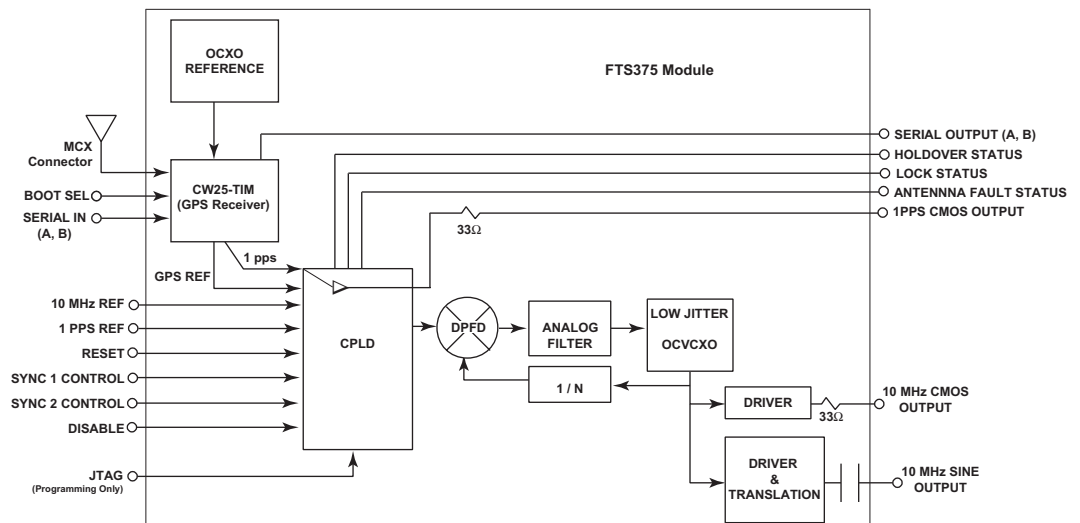 OCXO
REFERENCE
FTS375 Module
MCX
Connector
BOOT SEL
SERIAL IN
(A, B)
CW25-TIM
(GPS Receiver)
SERIAL OUTPUT (A, B)
HOLDOVER STATUS
LOCK STATUS
ANTENNNA FAULT STATUS
1PPS CMOS OUTPUT
33Ω
1 pps
GPS REF
10 MHz REF
1 PPS REF
RESET
SYNC 1 CONTROL
SYNC 2 CONTROL
DISABLE
JTAG
(Programming Only)
CPLD
DPFD
ANALOG
FILTER
LOW JITTER
OCVCXO
1 / N
DRIVER
33Ω
10 MHz CMOS
OUTPUT
DRIVER
&
TRANSLATION
10 MHz SINE
OUTPUT